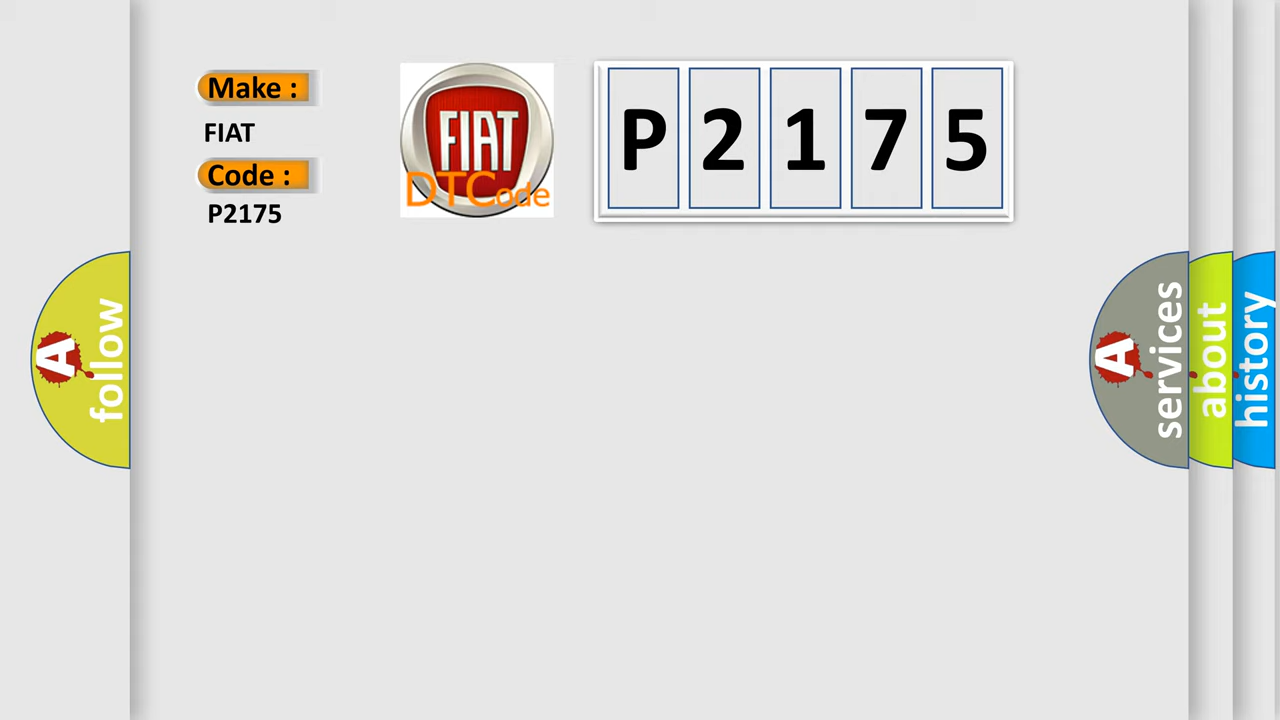 Make :
FIAT
Code :
P2175
FIAT
DTCode
P 2 1 7 5
A follow
A services
about
history